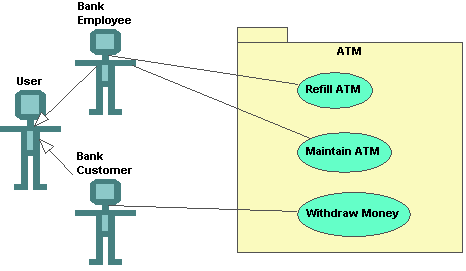 Bank
Employee
ATM
User
Refill ATM
Maintain ATM
Bank
Customer
Withdraw Money